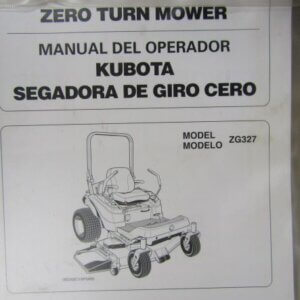 ZERO TURN MOWER
MANUAL DEL OPERADOR
KUBOTA
SEGADORA DE GIRO CERO
MODEL
MODELO ZG327